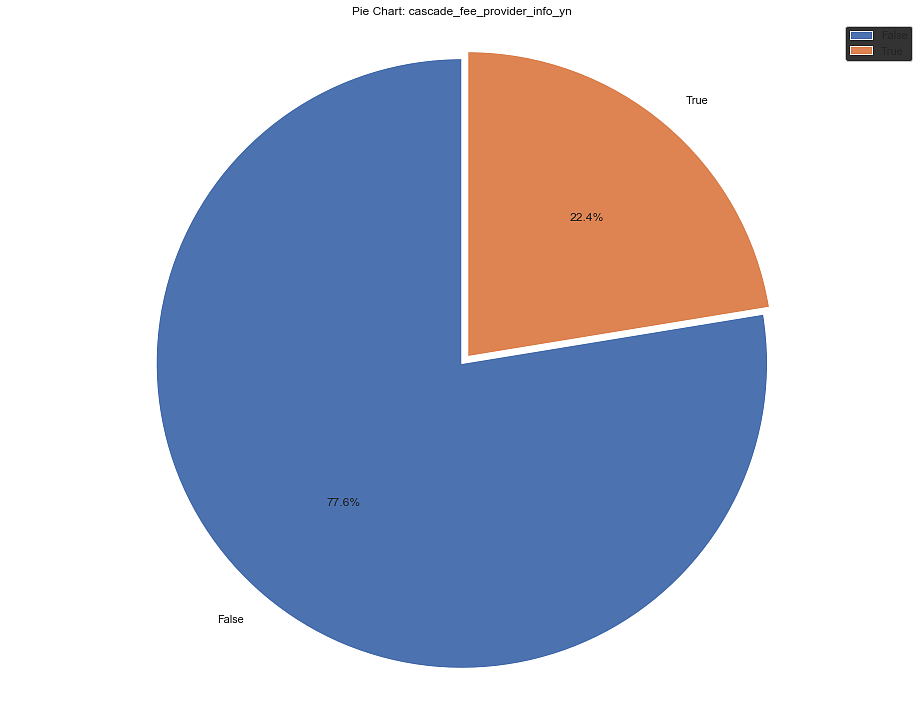 Pie Chart: cascade_fee_provider_info_yn
False
True
True
22.4%
77.6%
False